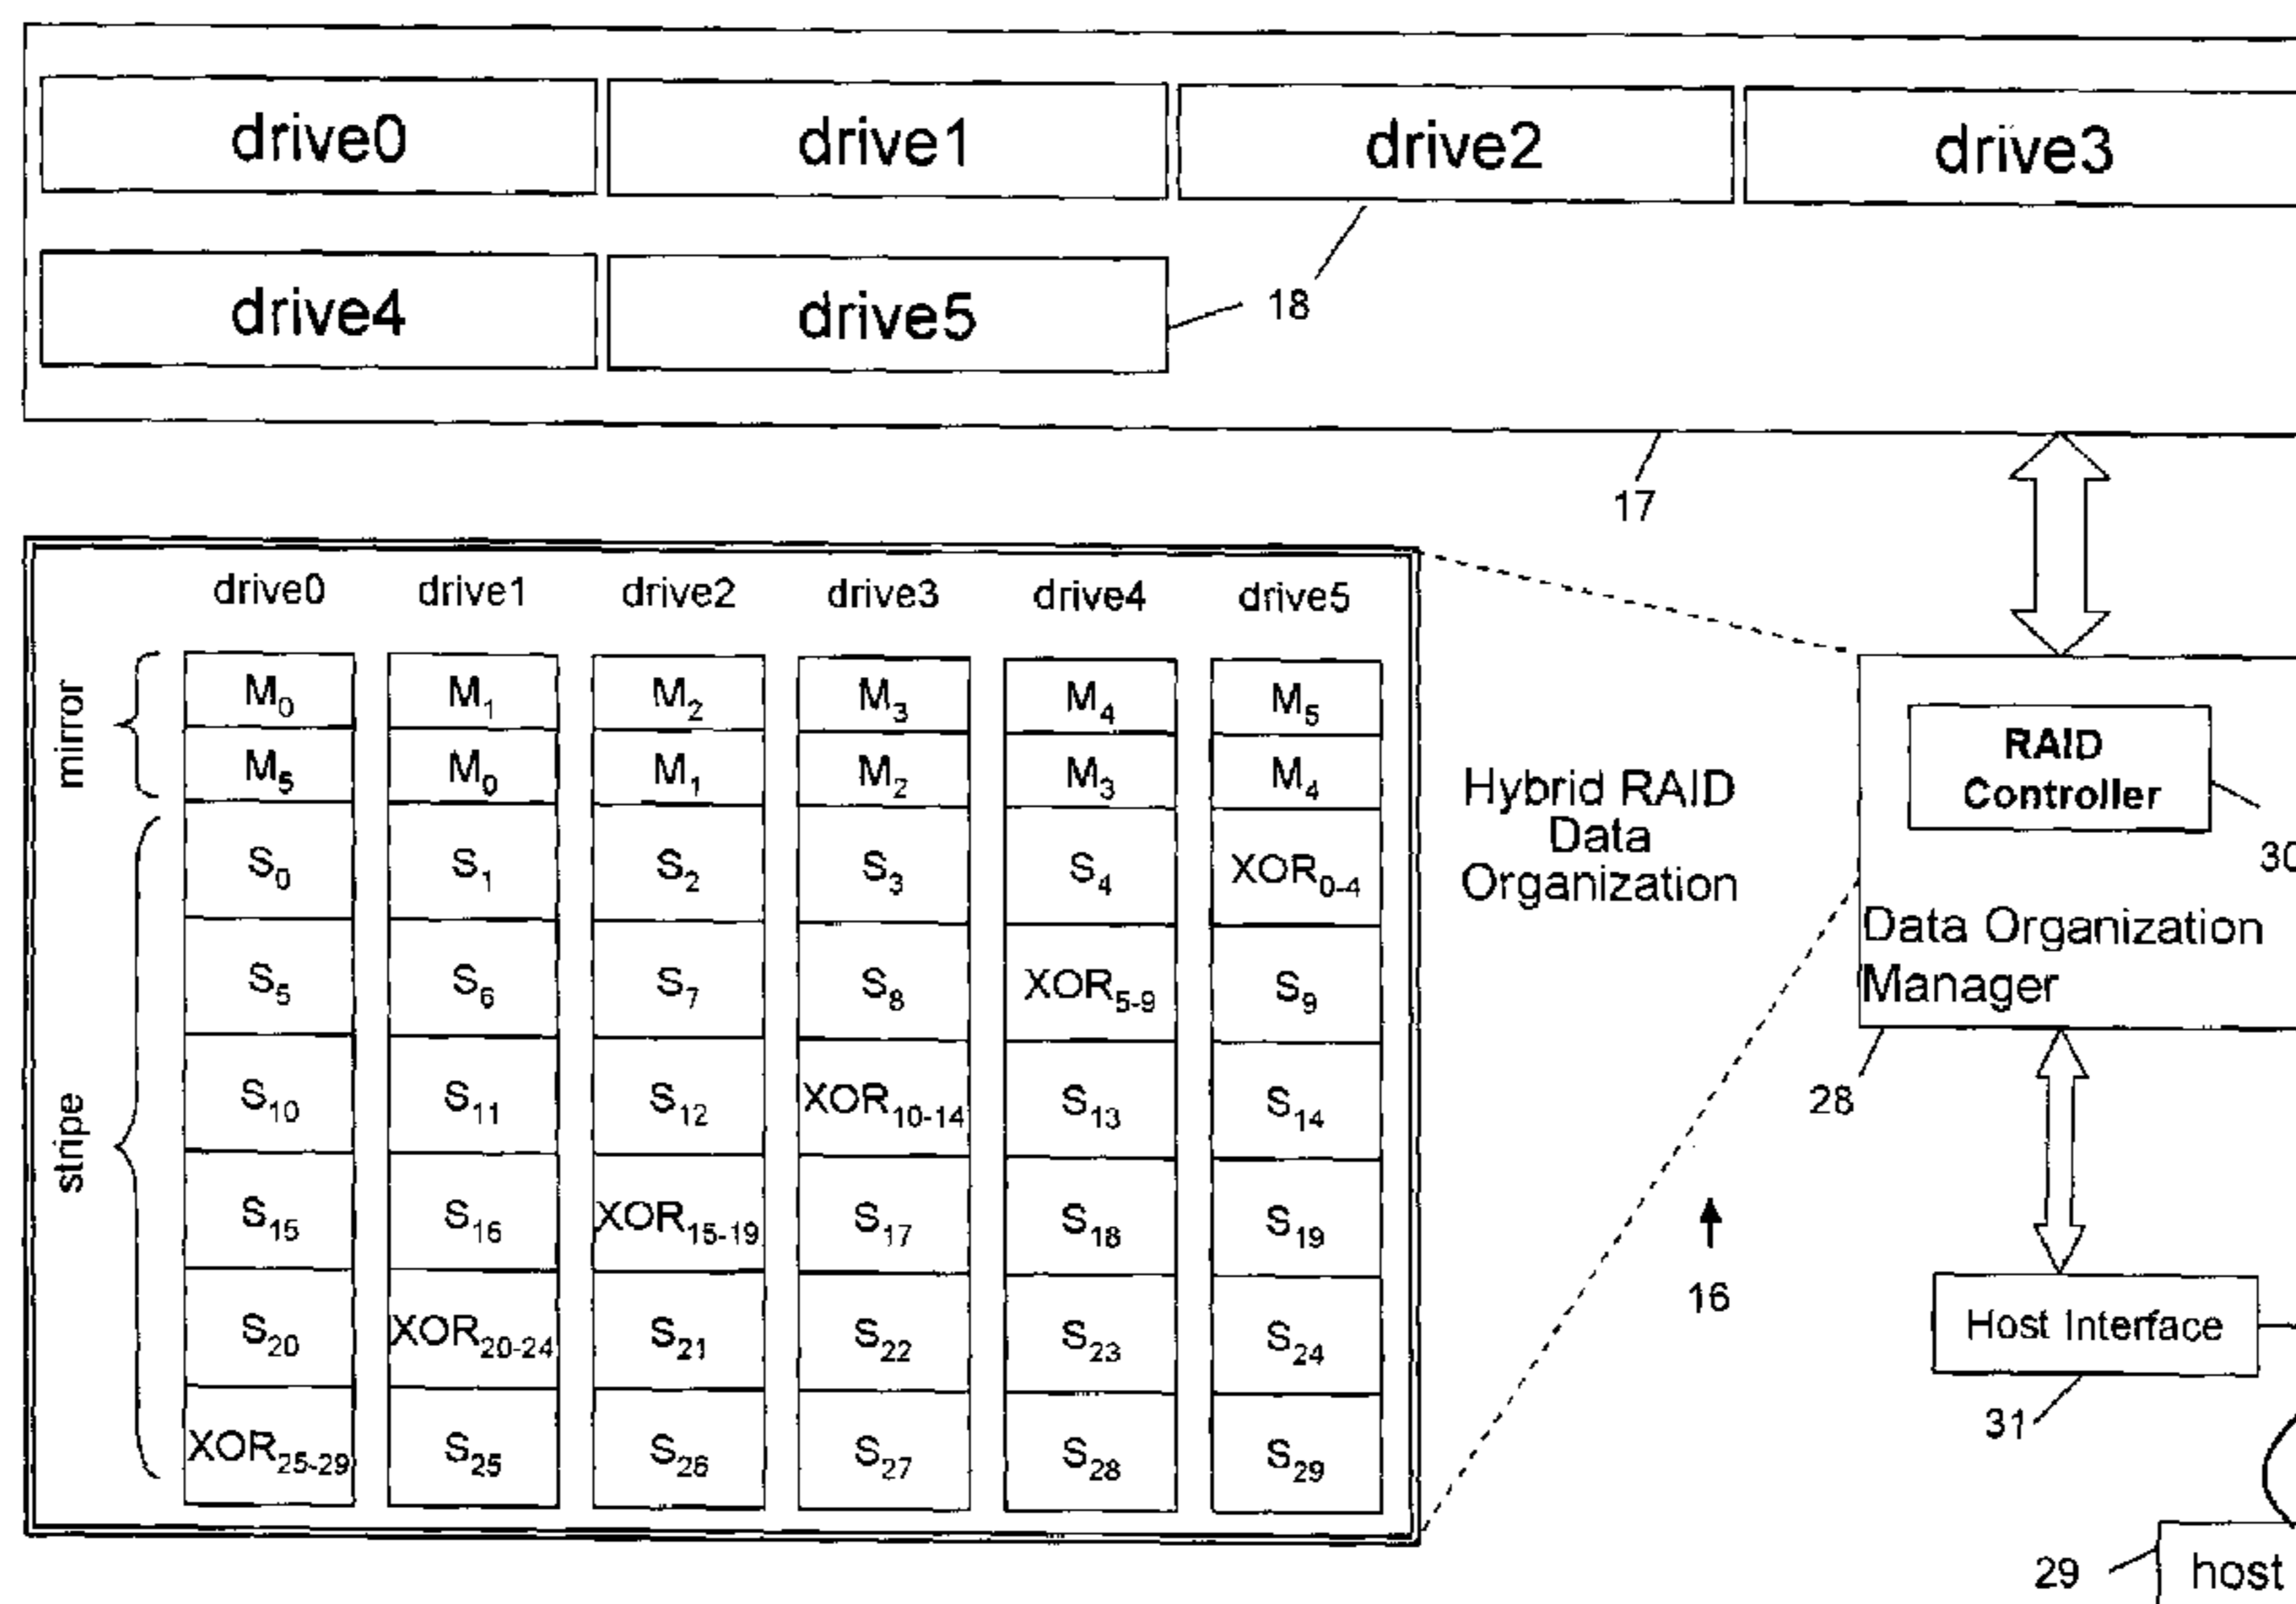 drive0 drive1 drive2 drive3
drive4 drive5
18
17
drive0 drive1 drive2 drive3 drive4 drive5
mirror
M0 M1 M2 M3 M4 M5
M5 M0 M1 M2 M3 M4
stripe
S0 S1 S2 S3 S4 XOR0-4
S5 S6 S7 S8 XOR5-9 S9
S10 S11 S12 XOR10-14 S13 S14
S15 S16 XOR15-19 S17 S18 S19
S20 XOR20-24 S21 S22 S23 S24
XOR25-29 S25 S26 S27 S28 S29
Hybrid RAID
Data
Organization
RAID
Controller
30
Data Organization
Manager
28
16
Host Interface
31
29
host